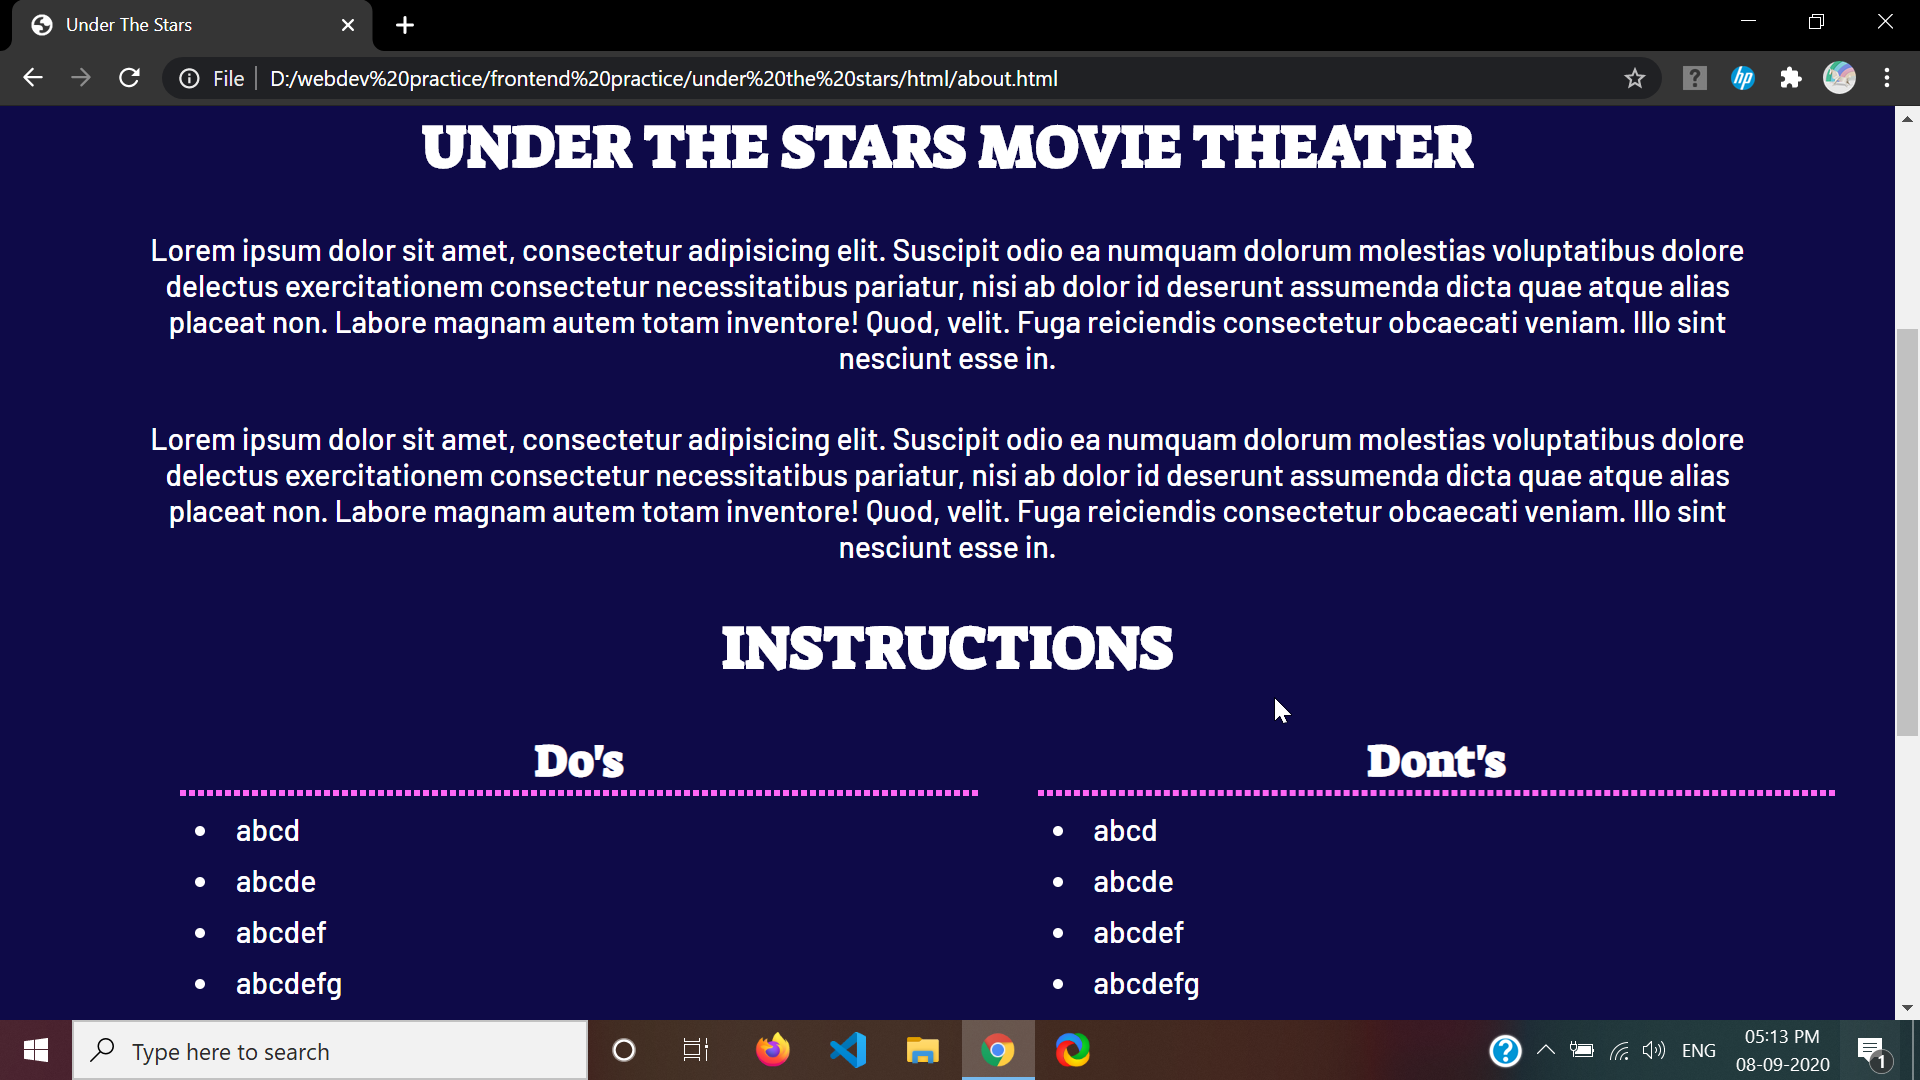 Under The Stars
File
D:/webdev%20practice/frontend%20practice/under%20the%20stars/html/about.html
UNDER THE STARS MOVIE THEATER
Lorem ipsum dolor sit amet, consectetur adipisicing elit. Suscipit odio ea numquam dolorum molestias voluptatibus dolore
delectus exercitationem consectetur necessitatibus pariatur, nisi ab dolor id deserunt assumenda dicta quae atque alias
placeat non. Labore magnam autem totam inventore! Quod, velit. Fuga reiciendis consectetur obcaecati veniam. Illo sint
nesciunt esse in.
Lorem ipsum dolor sit amet, consectetur adipisicing elit. Suscipit odio ea numquam dolorum molestias voluptatibus dolore
delectus exercitationem consectetur necessitatibus pariatur, nisi ab dolor id deserunt assumenda dicta quae atque alias
placeat non. Labore magnam autem totam inventore! Quod, velit. Fuga reiciendis consectetur obcaecati veniam. Illo sint
nesciunt esse in.
INSTRUCTIONS
Do's
• abcd
• abcde
• abcdef
• abcdefg
Dont's
• abcd
• abcde
• abcdef
• abcdefg
Type here to search
ENG
05:13 PM
08-09-2020
1
hp